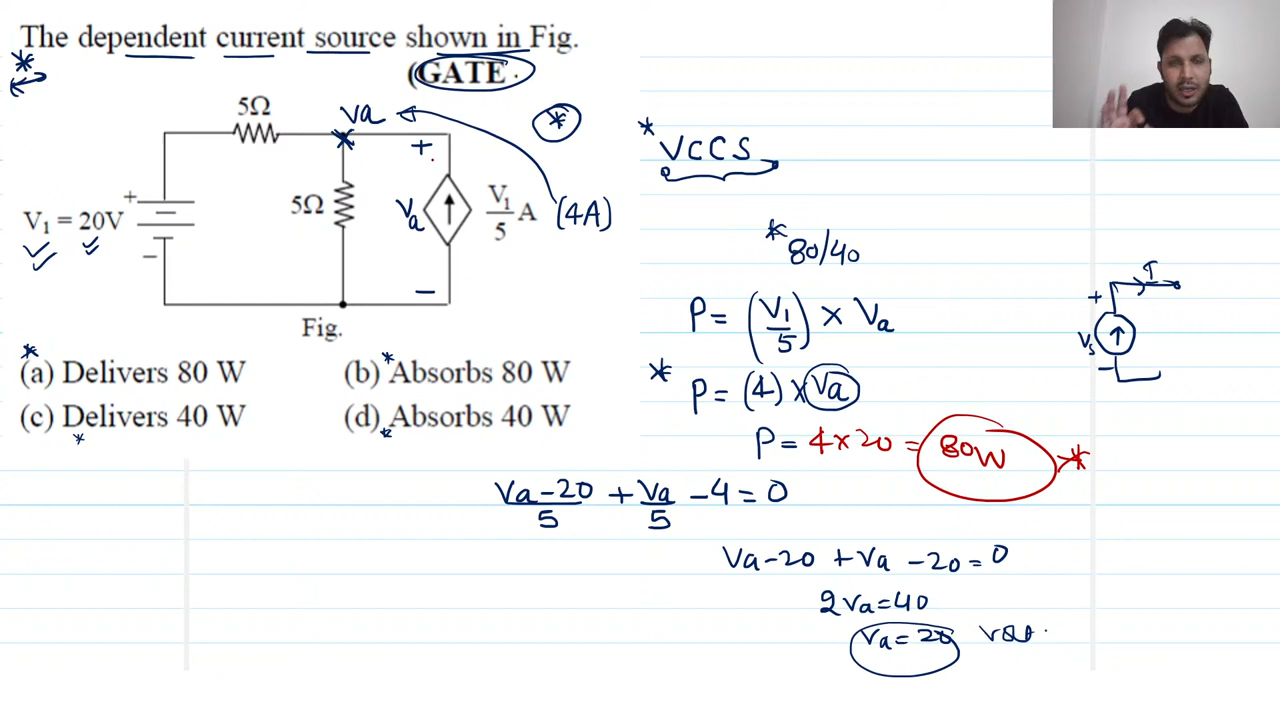 The dependent current source shown in Fig.
(GATE
5Ω
Va
*
5Ω
V₁ = 20V
+
−
+
Va
−
V₁/5 A (4A)
Fig.
(a) Delivers 80 W
(b) Absorbs 80 W
(c) Delivers 40 W
(d) Absorbs 40 W
* VCCS
* 80/40
P = (V₁/5) × Va
* P = (4) × Va
P = 4×20 = 80W *
(Va-20)/5 + Va/5 - 4 = 0
Va-20 + Va - 20 = 0
2Va = 40
Va = 20
I
+
Vs
−